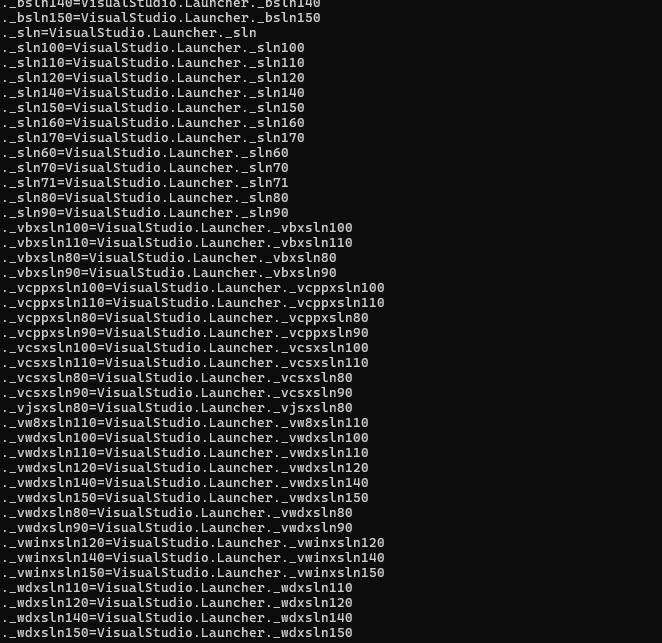 ._bsln140=VisualStudio.Launcher._bsln140
._bsln150=VisualStudio.Launcher._bsln150
._sln=VisualStudio.Launcher._sln
._sln100=VisualStudio.Launcher._sln100
._sln110=VisualStudio.Launcher._sln110
._sln120=VisualStudio.Launcher._sln120
._sln140=VisualStudio.Launcher._sln140
._sln150=VisualStudio.Launcher._sln150
._sln160=VisualStudio.Launcher._sln160
._sln170=VisualStudio.Launcher._sln170
._sln60=VisualStudio.Launcher._sln60
._sln70=VisualStudio.Launcher._sln70
._sln71=VisualStudio.Launcher._sln71
._sln80=VisualStudio.Launcher._sln80
._sln90=VisualStudio.Launcher._sln90
._vbxsln100=VisualStudio.Launcher._vbxsln100
._vbxsln110=VisualStudio.Launcher._vbxsln110
._vbxsln80=VisualStudio.Launcher._vbxsln80
._vbxsln90=VisualStudio.Launcher._vbxsln90
._vcppxsln100=VisualStudio.Launcher._vcppxsln100
._vcppxsln110=VisualStudio.Launcher._vcppxsln110
._vcppxsln80=VisualStudio.Launcher._vcppxsln80
._vcppxsln90=VisualStudio.Launcher._vcppxsln90
._vcsxsln100=VisualStudio.Launcher._vcsxsln100
._vcsxsln110=VisualStudio.Launcher._vcsxsln110
._vcsxsln80=VisualStudio.Launcher._vcsxsln80
._vcsxsln90=VisualStudio.Launcher._vcsxsln90
._vjsxsln80=VisualStudio.Launcher._vjsxsln80
._vw8xsln110=VisualStudio.Launcher._vw8xsln110
._vwdxsln100=VisualStudio.Launcher._vwdxsln100
._vwdxsln110=VisualStudio.Launcher._vwdxsln110
._vwdxsln120=VisualStudio.Launcher._vwdxsln120
._vwdxsln140=VisualStudio.Launcher._vwdxsln140
._vwdxsln150=VisualStudio.Launcher._vwdxsln150
._vwdxsln80=VisualStudio.Launcher._vwdxsln80
._vwdxsln90=VisualStudio.Launcher._vwdxsln90
._vwinxsln120=VisualStudio.Launcher._vwinxsln120
._vwinxsln140=VisualStudio.Launcher._vwinxsln140
._vwinxsln150=VisualStudio.Launcher._vwinxsln150
._wdxsln110=VisualStudio.Launcher._wdxsln110
._wdxsln120=VisualStudio.Launcher._wdxsln120
._wdxsln140=VisualStudio.Launcher._wdxsln140
._wdxsln150=VisualStudio.Launcher._wdxsln150